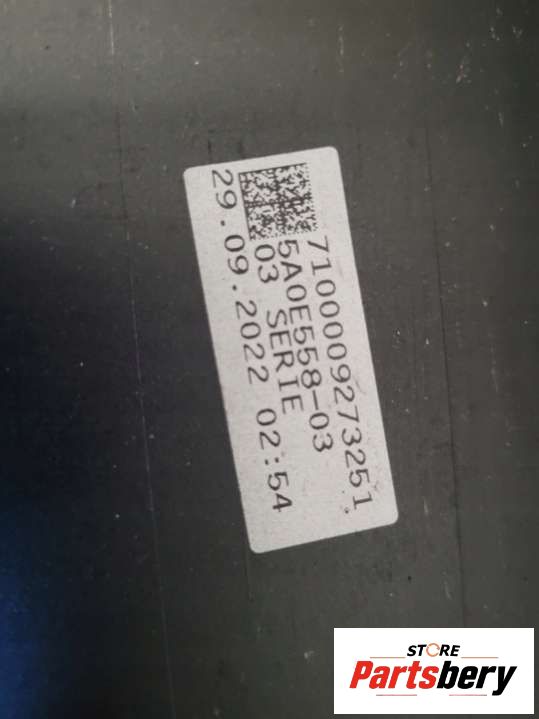 7100009273251
5A0E558-03
03 SERIE
29.09.2022 02:54
STORE
Partsbery